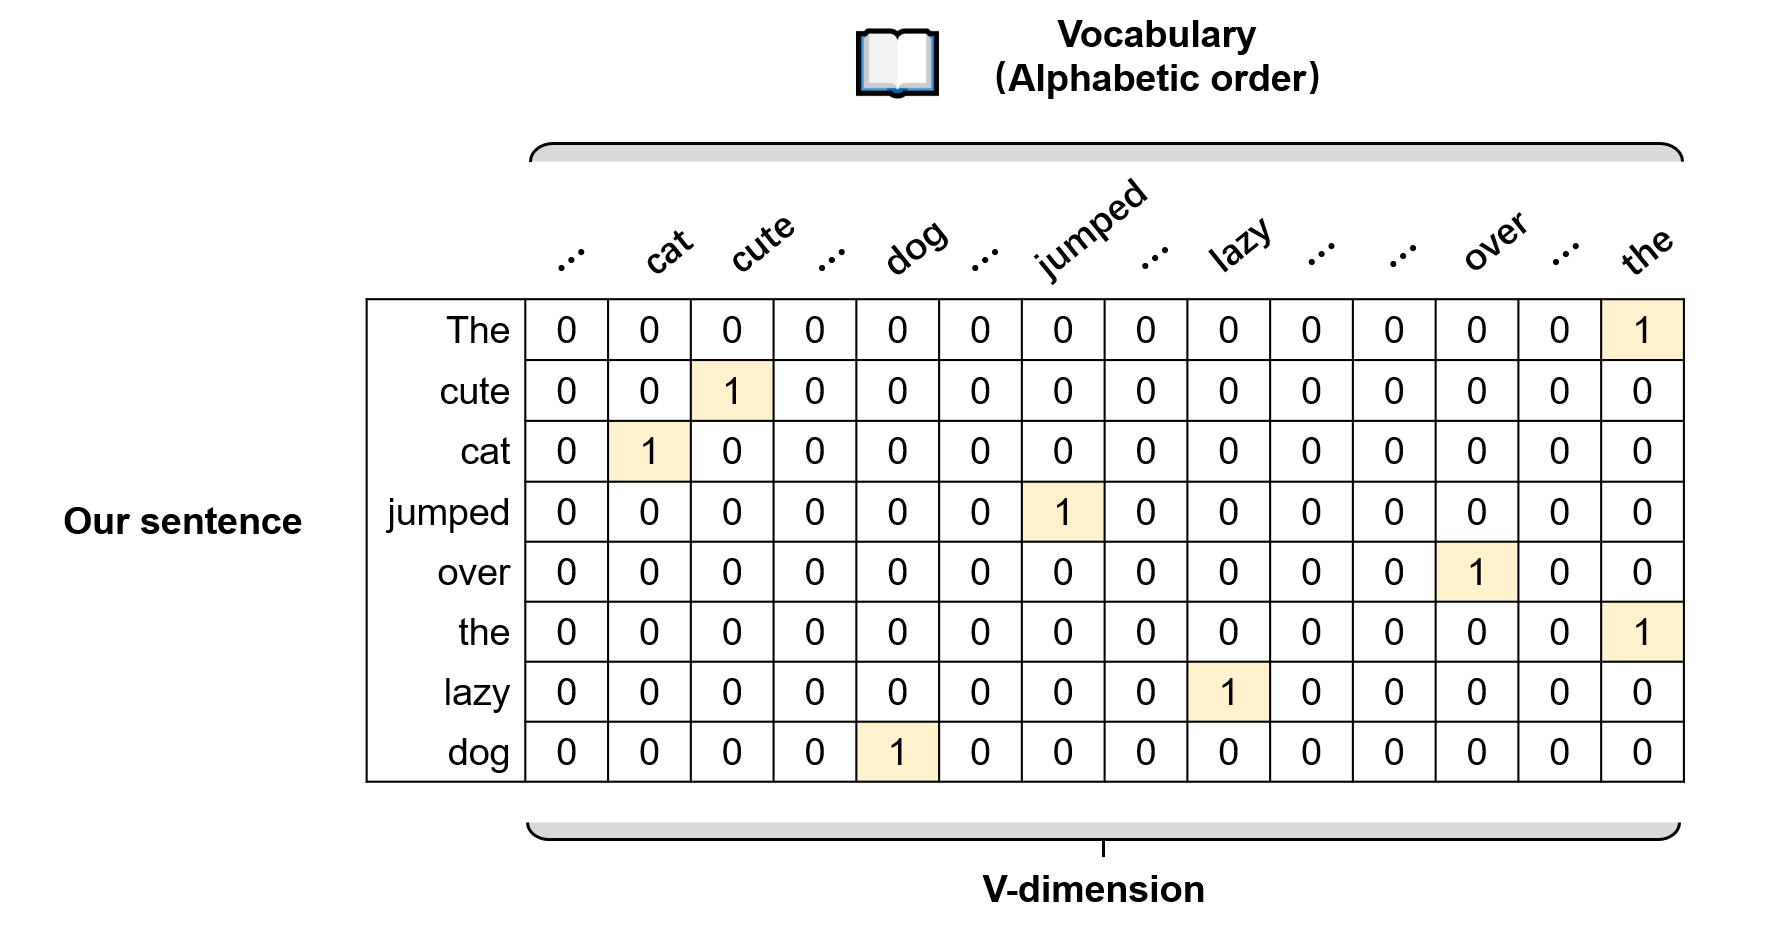 Vocabulary
(Alphabetic order)
... cat cute ... dog ... jumped ... lazy ... ... over ... the
The 0 0 0 0 0 0 0 0 0 0 0 0 0 1
cute 0 0 1 0 0 0 0 0 0 0 0 0 0 0
cat 0 1 0 0 0 0 0 0 0 0 0 0 0 0
Our sentence
jumped 0 0 0 0 0 0 1 0 0 0 0 0 0 0
over 0 0 0 0 0 0 0 0 0 0 0 1 0 0
the 0 0 0 0 0 0 0 0 0 0 0 0 0 1
lazy 0 0 0 0 0 0 0 0 1 0 0 0 0 0
dog 0 0 0 0 1 0 0 0 0 0 0 0 0 0
V-dimension